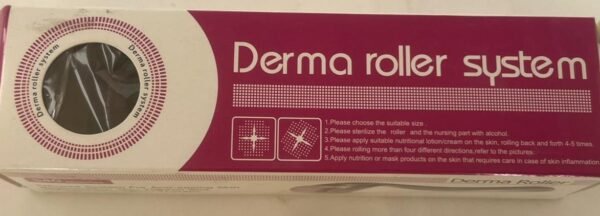 Derma roller system
Derma roller system
Derma roller system
1.Please choose the suitable size .
2.Please sterilize the roller and the nursing part with alcohol.
3.Please apply suitable nutritional lotion/cream on the skin, rolling back and forth 4-5 times.
4.Please rolling more than four different directions,refer to the pictures.
5.Apply nutrition or mask products on the skin that requires care in case of skin inflammation.
Derma Roller